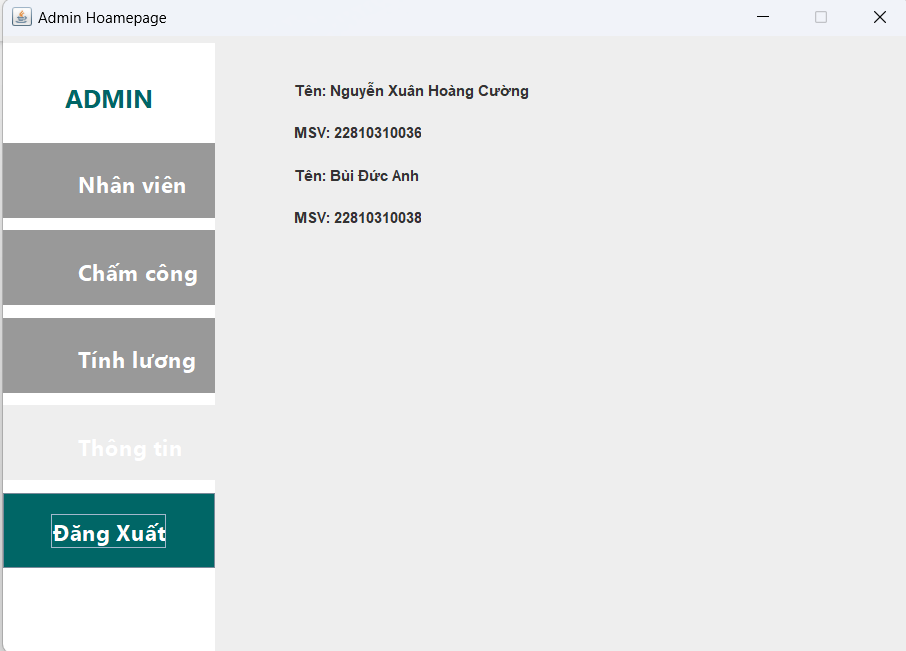 Admin Hoamepage
ADMIN
Nhân viên
Chấm công
Tính lương
Thông tin
Đăng Xuất
Tên: Nguyễn Xuân Hoàng Cường
MSV: 22810310036
Tên: Bùi Đức Anh
MSV: 22810310038